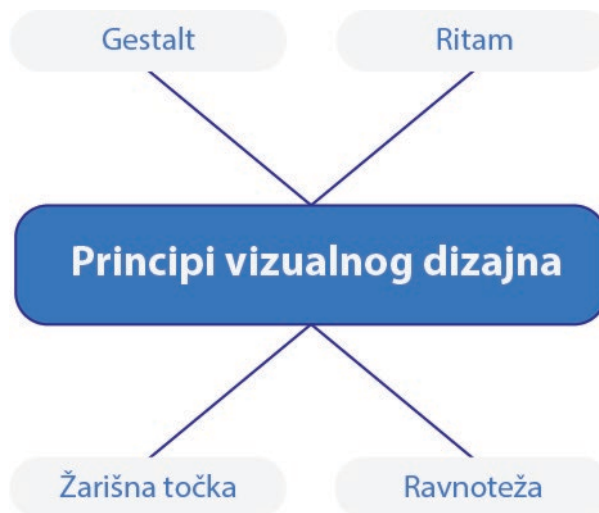 Gestalt
Ritam
Principi vizualnog dizajna
Žarišna točka
Ravnoteža